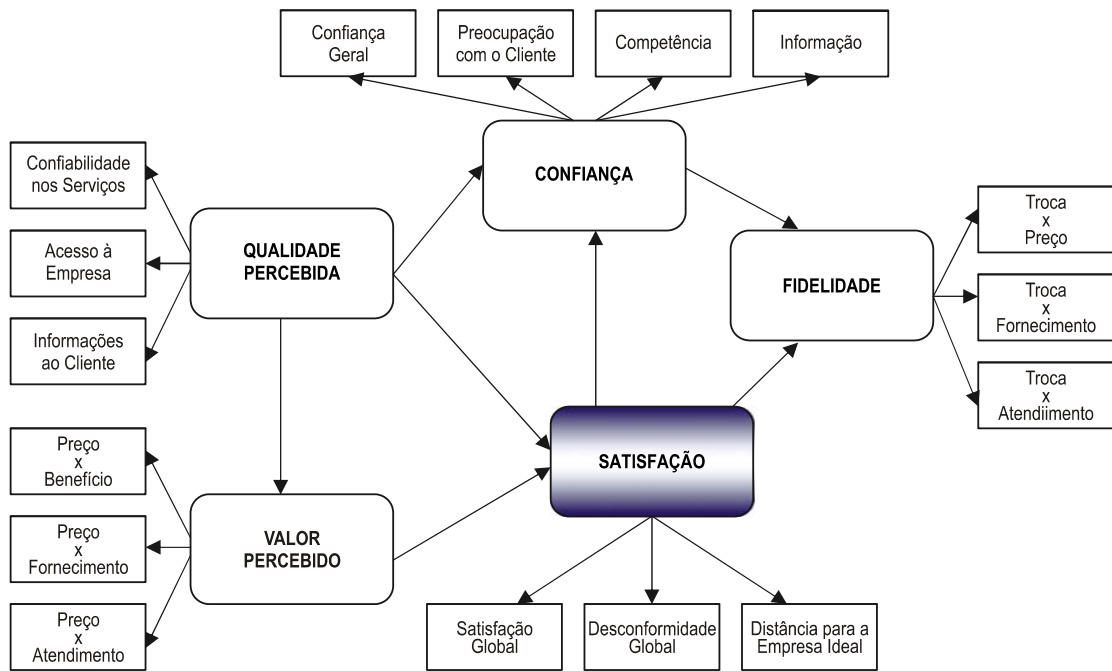 Confiança
Geral
Preocupação
com o Cliente
Competência
Informação
CONFIANÇA
Confiabilidade
nos Serviços
Acesso à
Empresa
Informações
ao Cliente
QUALIDADE
PERCEBIDA
FIDELIDADE
Troca
x
Preço
Troca
x
Fornecimento
Troca
x
Atendiimento
SATISFAÇÃO
Preço
x
Benefício
Preço
x
Fornecimento
Preço
x
Atendimento
VALOR
PERCEBIDO
Satisfação
Global
Desconformidade
Global
Distância para a
Empresa Ideal